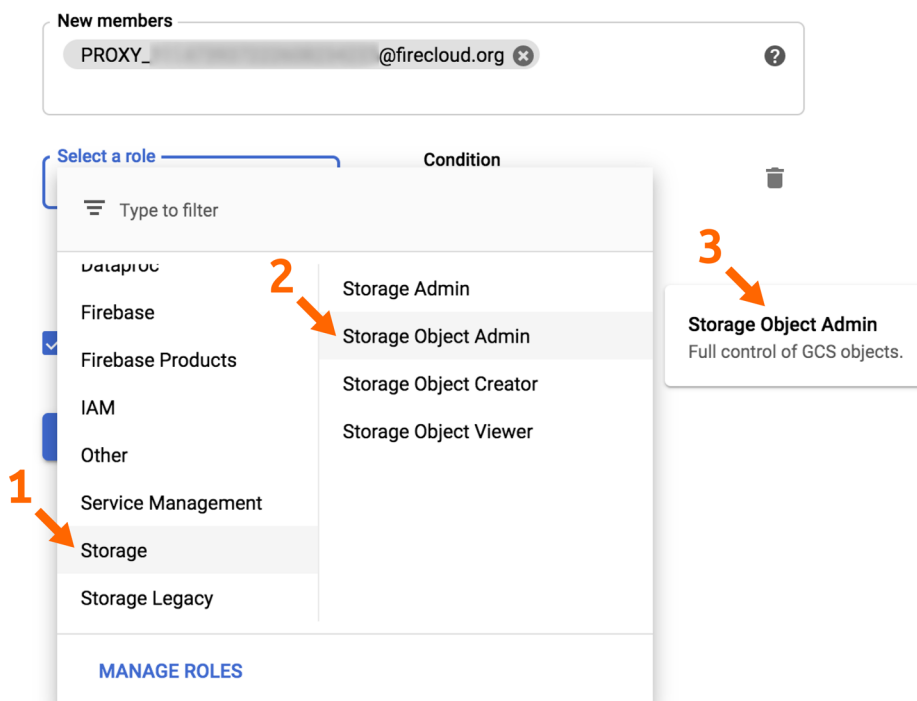 New members
PROXY_ @firecloud.org
Select a role
Condition
Type to filter
3
2
Dataproc
Firebase
Firebase Products
IAM
Other
Service Management
Storage
Storage Legacy
1
Storage Admin
Storage Object Admin
Storage Object Creator
Storage Object Viewer
Storage Object Admin
Full control of GCS objects.
MANAGE ROLES